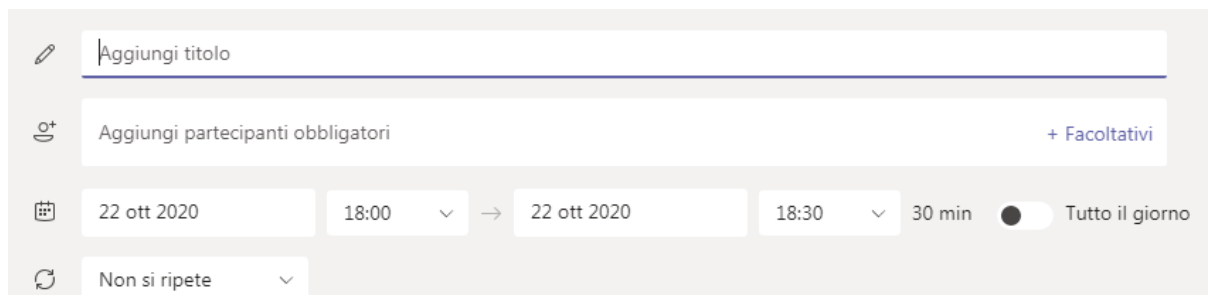 Aggiungi titolo
Aggiungi partecipanti obbligatori + Facoltativi
22 ott 2020 18:00 → 22 ott 2020 18:30 30 min Tutto il giorno
Non si ripete